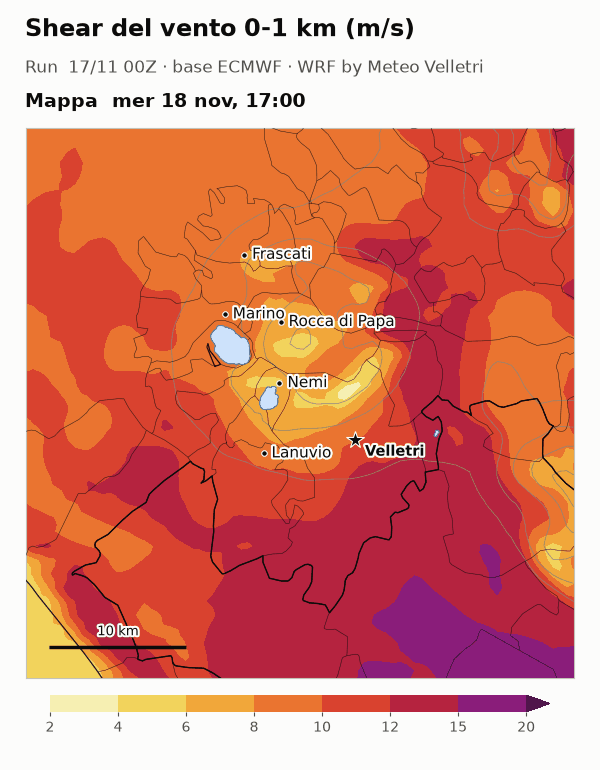 Shear del vento 0-1 km (m/s)
Run  17/11 00Z · base ECMWF · WRF by Meteo Velletri
Mappa  mer 18 nov, 17:00
Frascati
Marino
Rocca di Papa
Nemi
Velletri
Lanuvio
10 km
2 4 6 8 10 12 15 20